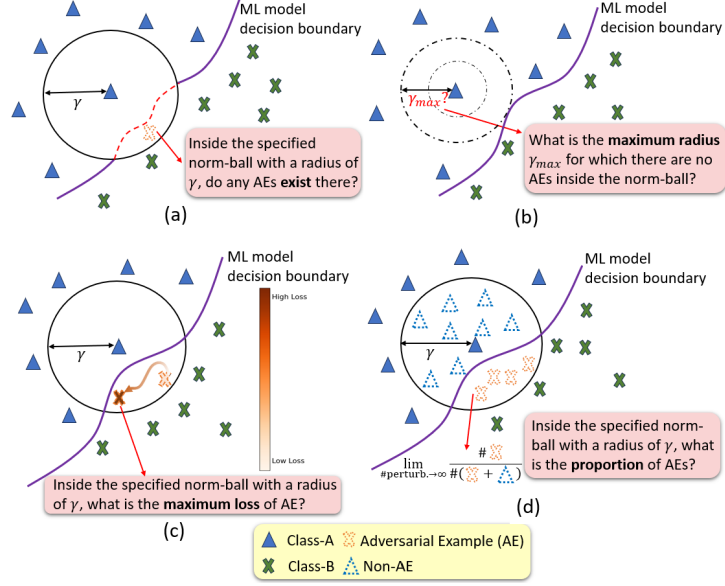 ML model
decision boundary
γ
Inside the specified
norm-ball with a radius of
γ, do any AEs exist there?
(a)
γmax?
What is the maximum radius
γmax for which there are no
AEs inside the norm-ball?
(b)
ML model
decision boundary
High Loss
γ
Low Loss
Inside the specified norm-ball with a radius
of γ, what is the maximum loss of AE?
(c)
ML model
decision boundary
γ
Inside the specified norm-
ball with a radius of γ, what
is the proportion of AEs?
lim
#perturb.→∞
#
#( + )
(d)
Class-A
Adversarial Example (AE)
Class-B
Non-AE